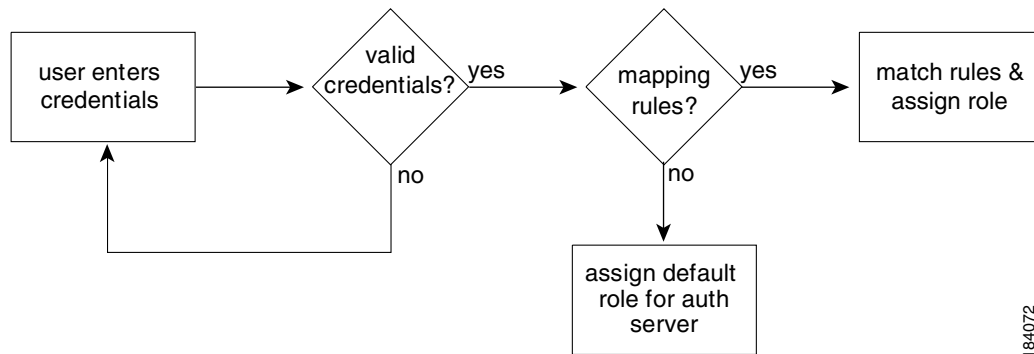 user enters
credentials
valid
credentials?
yes
no
mapping
rules?
yes
no
match rules &
assign role
assign default
role for auth
server
184072